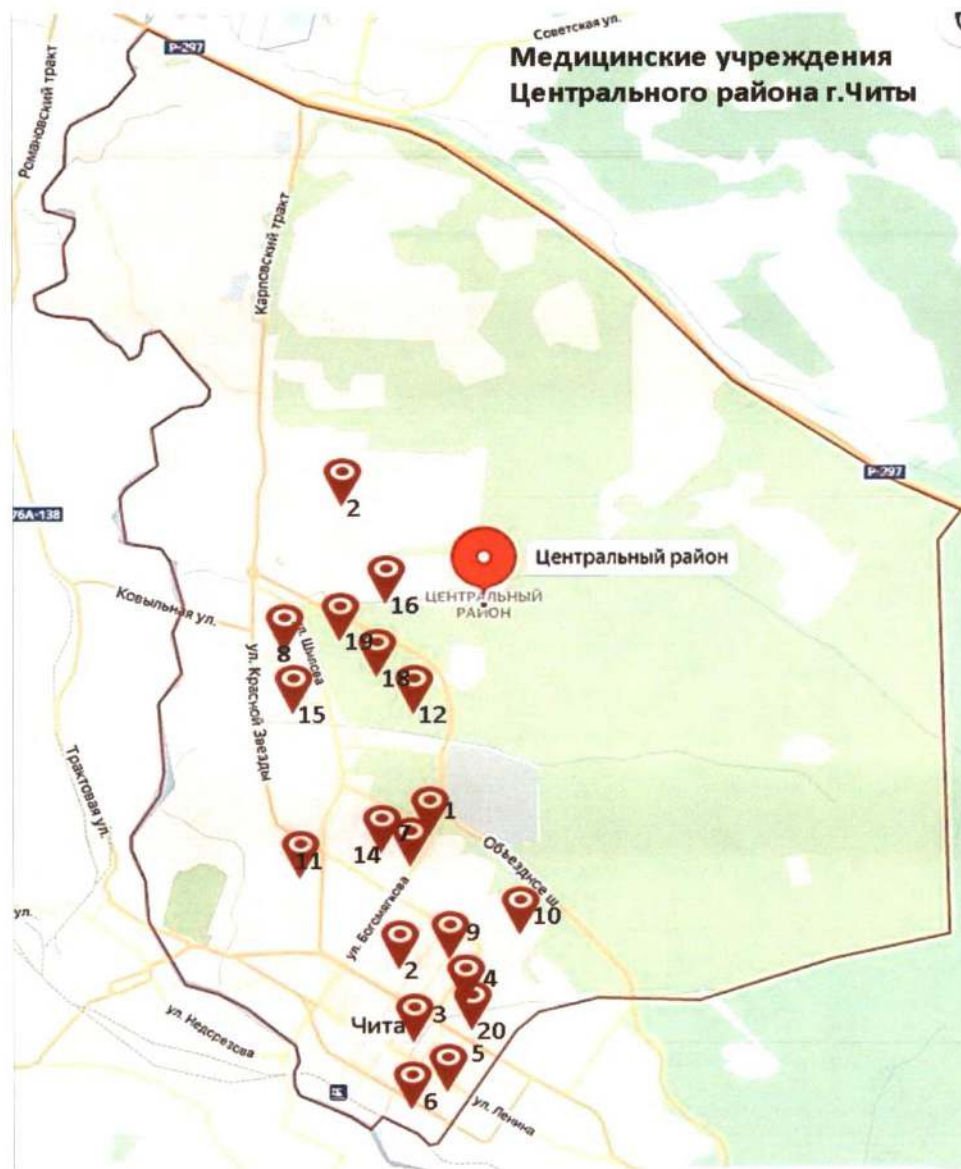 Советская ул.
Р-297
Медицинские учреждения
Центрального района г.Читы
Романовский тракт
Карповский тракт
Р-297
2
76А-138
Центральный район
16
ЦЕНТРАЛЬНЫЙ
РАЙОН
Ковыльная ул.
19
8
ул. Шилова
18
15
12
ул. Красной Звезды
Трактовая ул.
1
7
14
11
Объездное ш.
10
ул.
ул. Богомягкова
9
2
4
3
Чита
20
ул. Недорезова
5
6
ул. Ленина